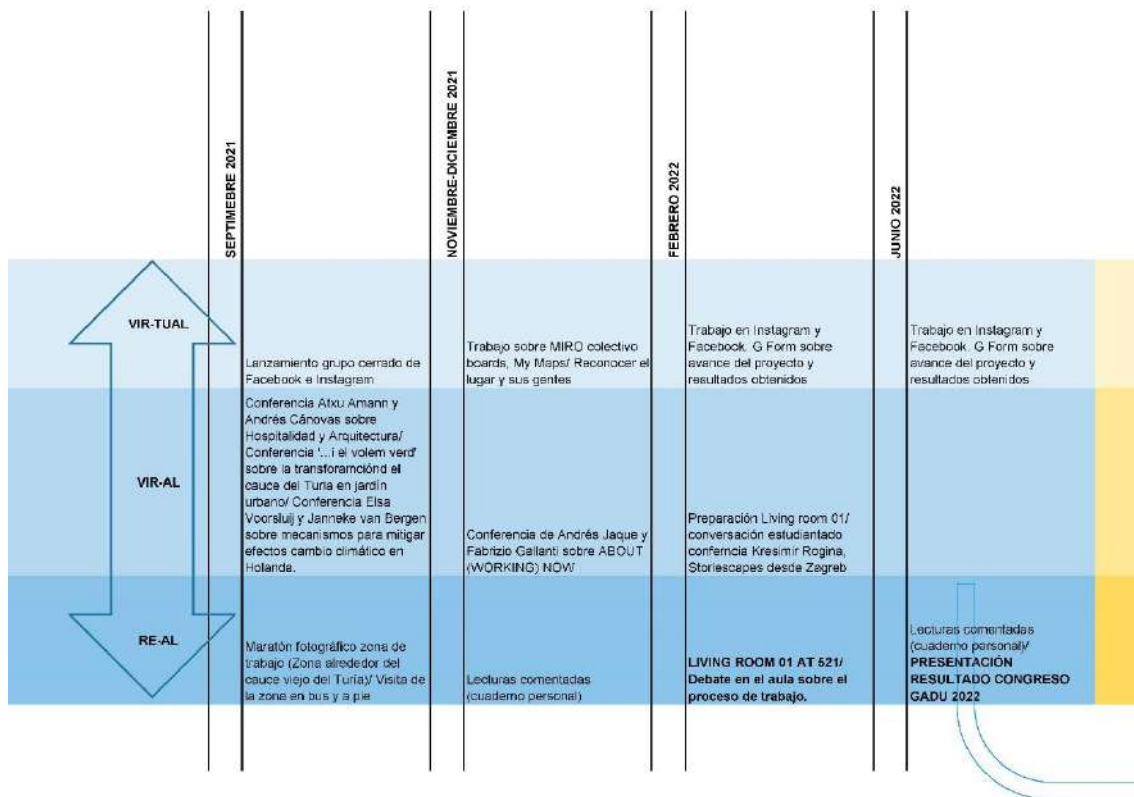 SEPTIMEBRE 2021
NOVIEMBRE-DICIEMBRE 2021
FEBRERO 2022
JUNIO 2022
VIR-TUAL
Lanzamiento grupo cerrado de
Facebook e Instagram
Trabajo sobre MIRO colectivo
boards, My Maps/ Reconocer el
lugar y sus gentes
Trabajo en Instagram y
Facebook, G Form sobre
avance del proyecto y
resultados obtenidos
Trabajo en Instagram y
Facebook, G Form sobre
avance del proyecto y
resultados obtenidos
VIR-AL
Conferencia Atxu Amann y
Andrés Cánovas sobre
Hospitalidad y Arquitectura/
Conferencia '...i el volem verd'
sobre la transforamciónd el
cauce del Turia en jardín
urbano/ Conferencia Elsa
Voorsluij y Janneke van Bergen
sobre mecanismos para mitigar
efectos cambio climático en
Holanda.
Conferencia de Andrés Jaque y
Fabrizio Gallanti sobre ABOUT
(WORKING) NOW
Preparación Living room 01/
conversación estudiantado
conferncia Kresimir Rogina,
Storiescapes desde Zagreb
RE-AL
Maratón fotográfico zona de
trabajo (Zona alrededor del
cauce viejo del Turía)/ Visita de
la zona en bus y a pie
Lecturas comentadas
(cuaderno personal)
LIVING ROOM 01 AT 521/
Debate en el aula sobre el
proceso de trabajo.
Lecturas comentadas
(cuaderno personal)/
PRESENTACIÓN
RESULTADO CONGRESO
GADU 2022